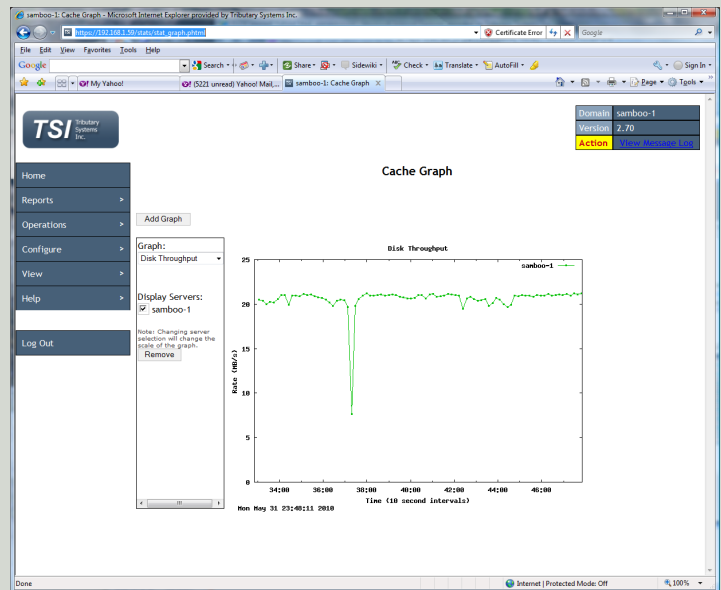 samboo-1: Cache Graph - Microsoft Internet Explorer provided by Tributary Systems Inc.
https://192.168.1.59/stats/stat_graph.phtml
Certificate Error
Google
File Edit View Favorites Tools Help
Google
Search
Share
Sidewiki
Check
Translate
AutoFill
Sign In
My Yahoo!
(5221 unread) Yahoo! Mail,...
samboo-1: Cache Graph
Page
Tools
TSI Tributary Systems Inc.
Domain samboo-1
Version 2.70
Action View Message Log
Home
Reports >
Operations >
Configure >
View >
Help >
Log Out
Cache Graph
Add Graph
Graph:
Disk Throughput
Display Servers:
samboo-1
Note: Changing server
selection will change the
scale of the graph.
Remove
Disk Throughput
samboo-1
Rate (MB/s)
25
20
15
10
5
0
34:00 36:00 38:00 40:00 42:00 44:00 46:00
Time (10 second intervals)
Mon May 31 23:48:11 2010
Done
Internet | Protected Mode: Off
100%